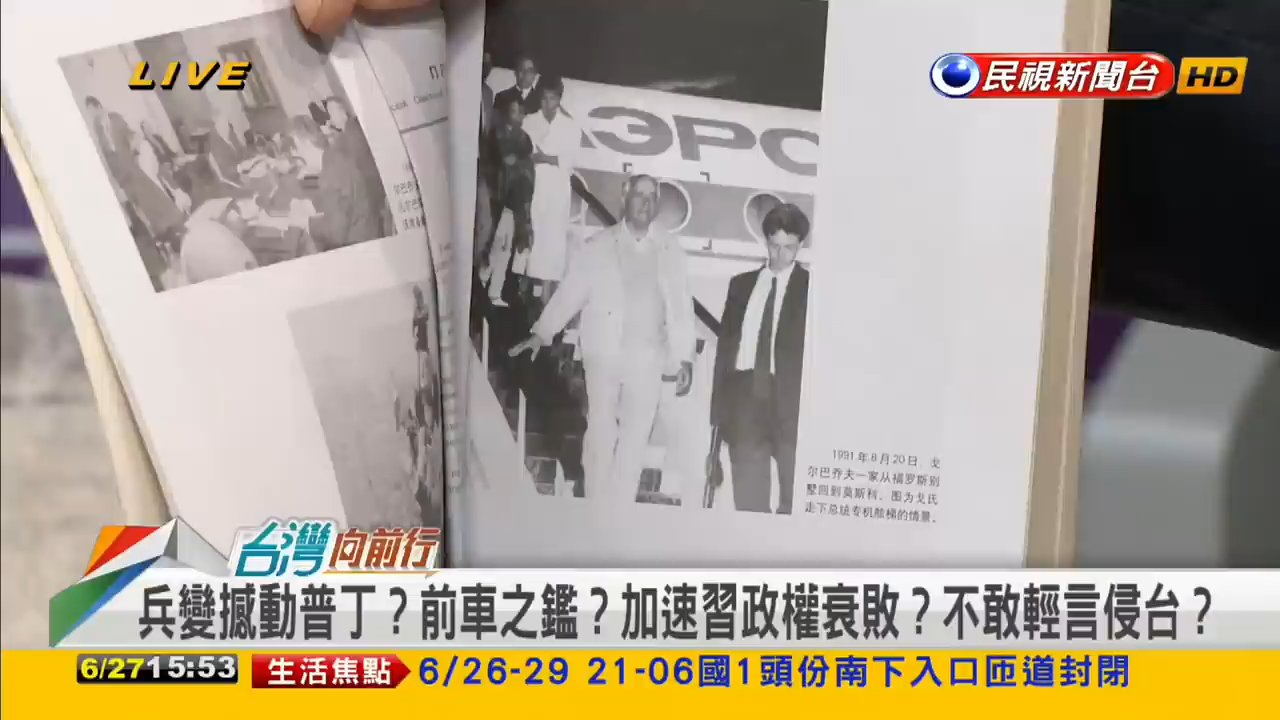 LIVE
民視新聞台 HD
АЭРО
1991年8月20日，戈
尔巴乔夫一家从福罗斯别
墅回到莫斯科。图为戈氏
走下总统专机舷梯的情景。
台灣向前行
兵變撼動普丁？前車之鑑？加速習政權衰敗？不敢輕言侵台？
6/27 15:53 生活焦點 6/26-29 21-06國1頭份南下入口匝道封閉